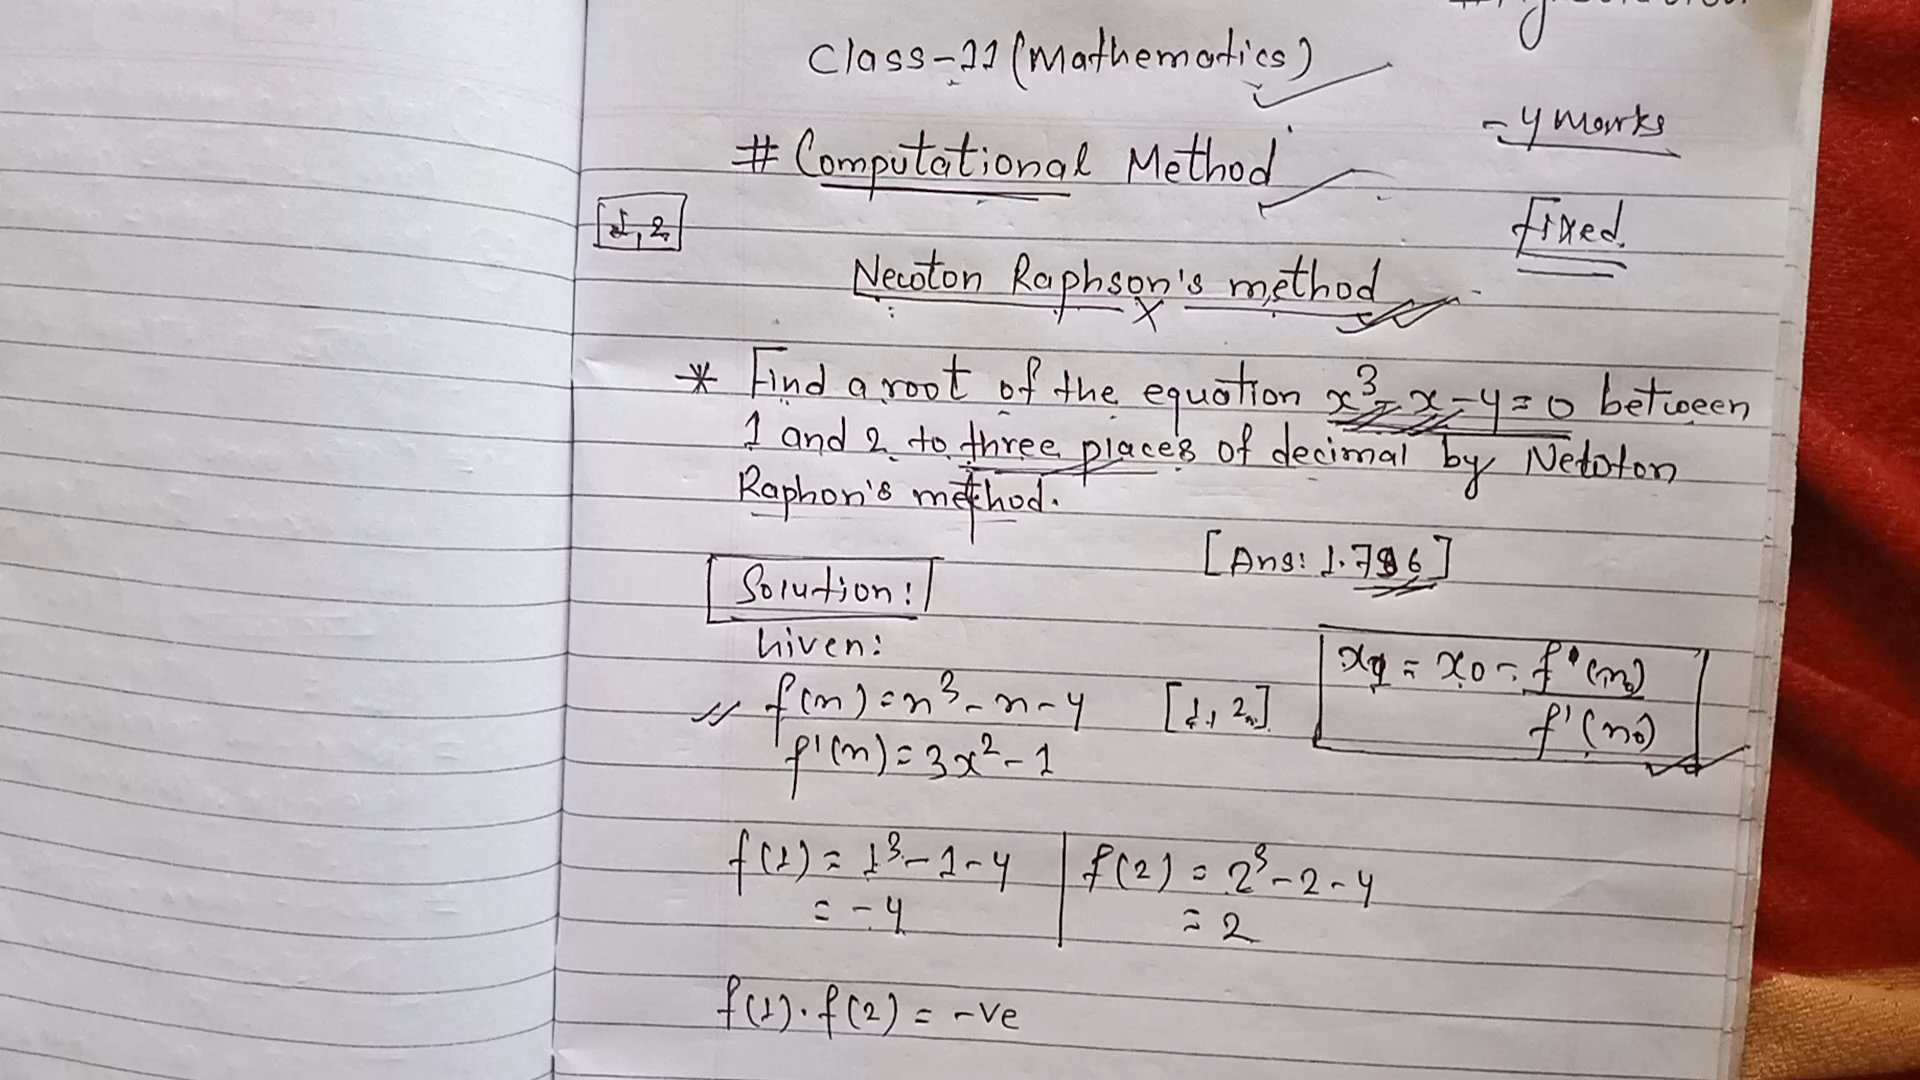 Class-11 (Mathematics)
- 4 Marks
# Computational Method
1, 2
fixed.
Newton Raphson's method
* Find a root of the equation x³-x-4=0 between
1 and 2 to three places of decimal by Newton
Raphon's method.
[Ans: 1.796]
Solution:
Given:
x₁ = x₀ - f(x₀)
f'(x₀)
f(x) = x³-x-4 [1, 2]
f'(x) = 3x²-1
f(1) = 1³-1-4 f(2) = 2³-2-4
= -4 = 2
f(1).f(2) = -ve